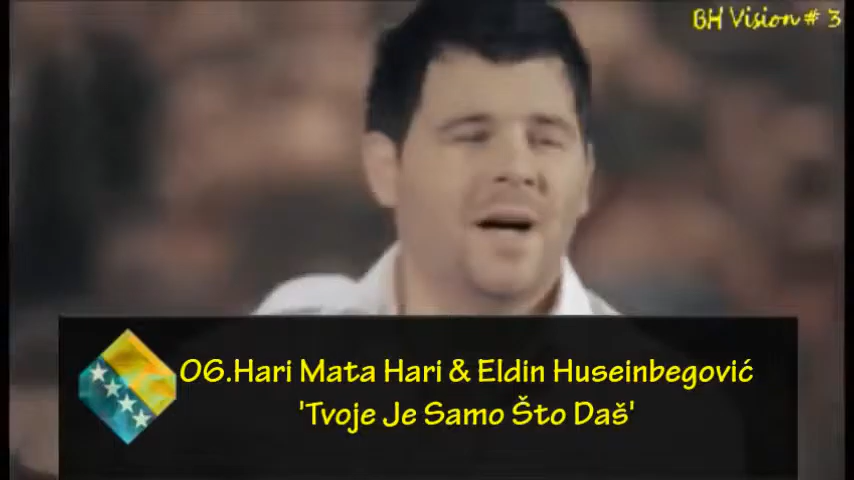 BH Vision # 3
06.Hari Mata Hari & Eldin Huseinbegović
'Tvoje Je Samo Što Daš'